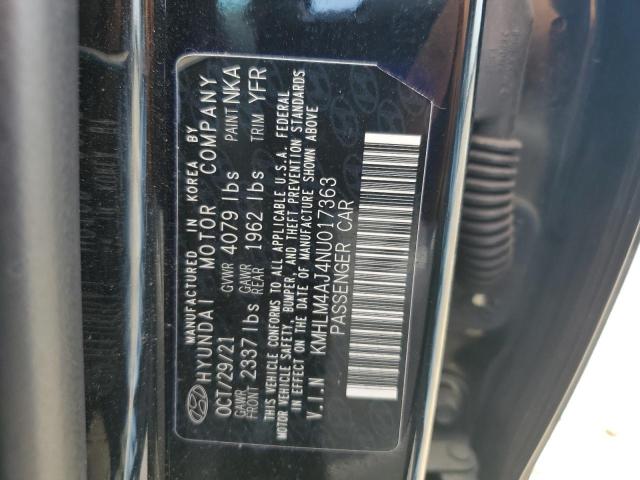 MANUFACTURED IN KOREA BY
HYUNDAI MOTOR COMPANY
OCT/29/21 GVWR 4079 lbs PAINT NKA
GAWR FRONT 2337 lbs GAWR REAR 1962 lbs TRIM YFR
THIS VEHICLE CONFORMS TO ALL APPLICABLE U.S.A. FEDERAL
MOTOR VEHICLE SAFETY, BUMPER, AND THEFT PREVENTION STANDARDS
IN EFFECT ON THE DATE OF MANUFACTURE SHOWN ABOVE
V.I.N KMHLM4AJ4NU017363
PASSENGER CAR